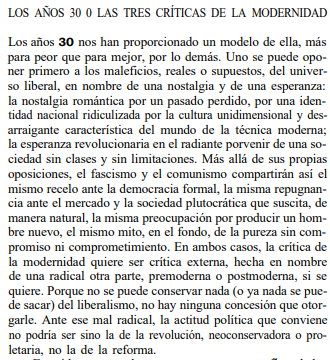 LOS AÑOS 30 0 LAS TRES CRÍTICAS DE LA MODERNIDAD
Los años 30 nos han proporcionado un modelo de ella, más
para peor que para mejor, por lo demás. Uno se puede opo-
ner primero a los maleficios, reales o supuestos, del univer-
so liberal, en nombre de una nostalgia y de una esperanza:
la nostalgia romántica por un pasado perdido, por una iden-
tidad nacional ridiculizada por la cultura unidimensional y des-
arraigante característica del mundo de la técnica moderna;
la esperanza revolucionaria en el radiante porvenir de una so-
ciedad sin clases y sin limitaciones. Más allá de sus propias
oposiciones, el fascismo y el comunismo compartirán así el
mismo recelo ante la democracia formal, la misma repugnan-
cia ante el mercado y la sociedad plutocrática que suscita, de
manera natural, la misma preocupación por producir un hom-
bre nuevo, el mismo mito, en el fondo, de la pureza sin com-
promiso ni comprometimiento. En ambos casos, la crítica de
la modernidad quiere ser crítica externa, hecha en nombre
de una radical otra parte, premoderna o postmoderna, si se
quiere. Porque no se puede conservar nada (o ya nada se pue-
de sacar) del liberalismo, no hay ninguna concesión que otor-
garle. Ante ese mal radical, la actitud política que conviene
no podría ser sino la de la revolución, neoconservadora o pro-
letaria, no la de la reforma.